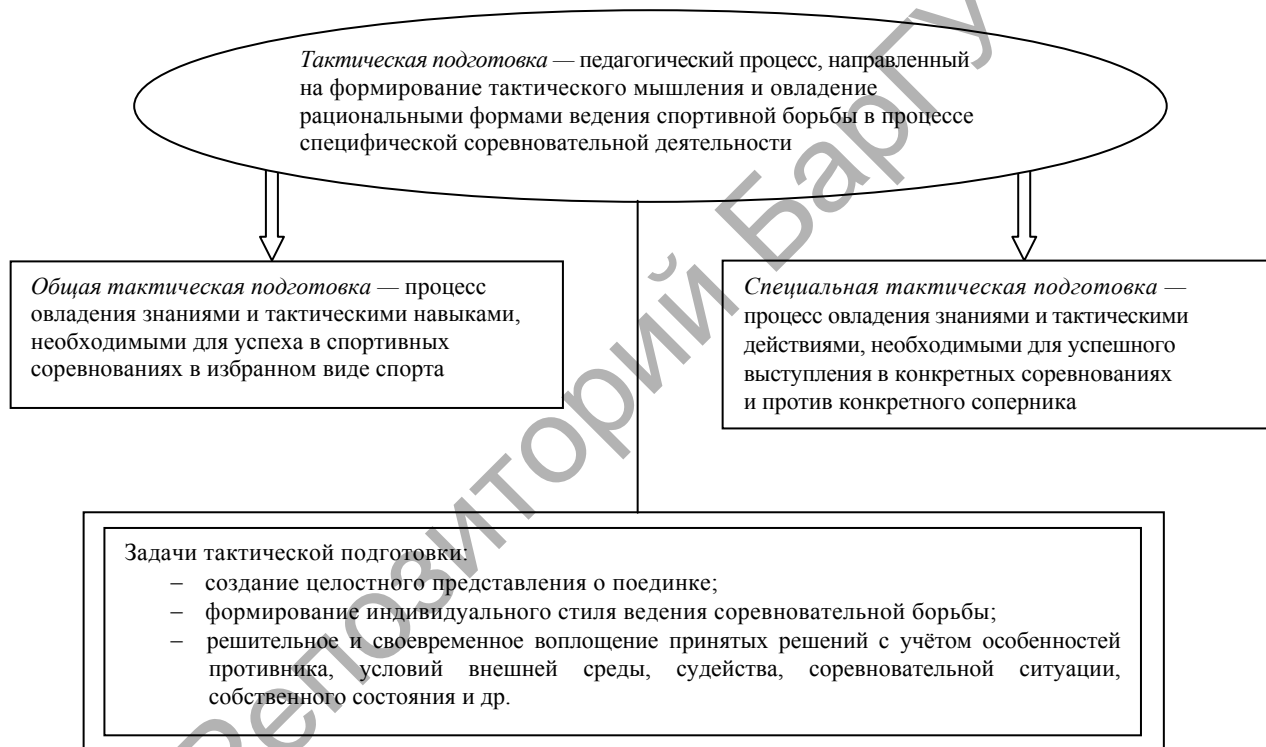 Тактическая подготовка — педагогический процесс, направленный
на формирование тактического мышления и овладение
рациональными формами ведения спортивной борьбы в процессе
специфической соревновательной деятельности
Общая тактическая подготовка — процесс
овладения знаниями и тактическими навыками,
необходимыми для успеха в спортивных
соревнованиях в избранном виде спорта
Специальная тактическая подготовка —
процесс овладения знаниями и тактическими
действиями, необходимыми для успешного
выступления в конкретных соревнованиях
и против конкретного соперника
Задачи тактической подготовки:
– создание целостного представления о поединке;
– формирование индивидуального стиля ведения соревновательной борьбы;
– решительное и своевременное воплощение принятых решений с учётом особенностей
противника, условий внешней среды, судейства, соревновательной ситуации,
собственного состояния и др.
Репозиторий БарГУ